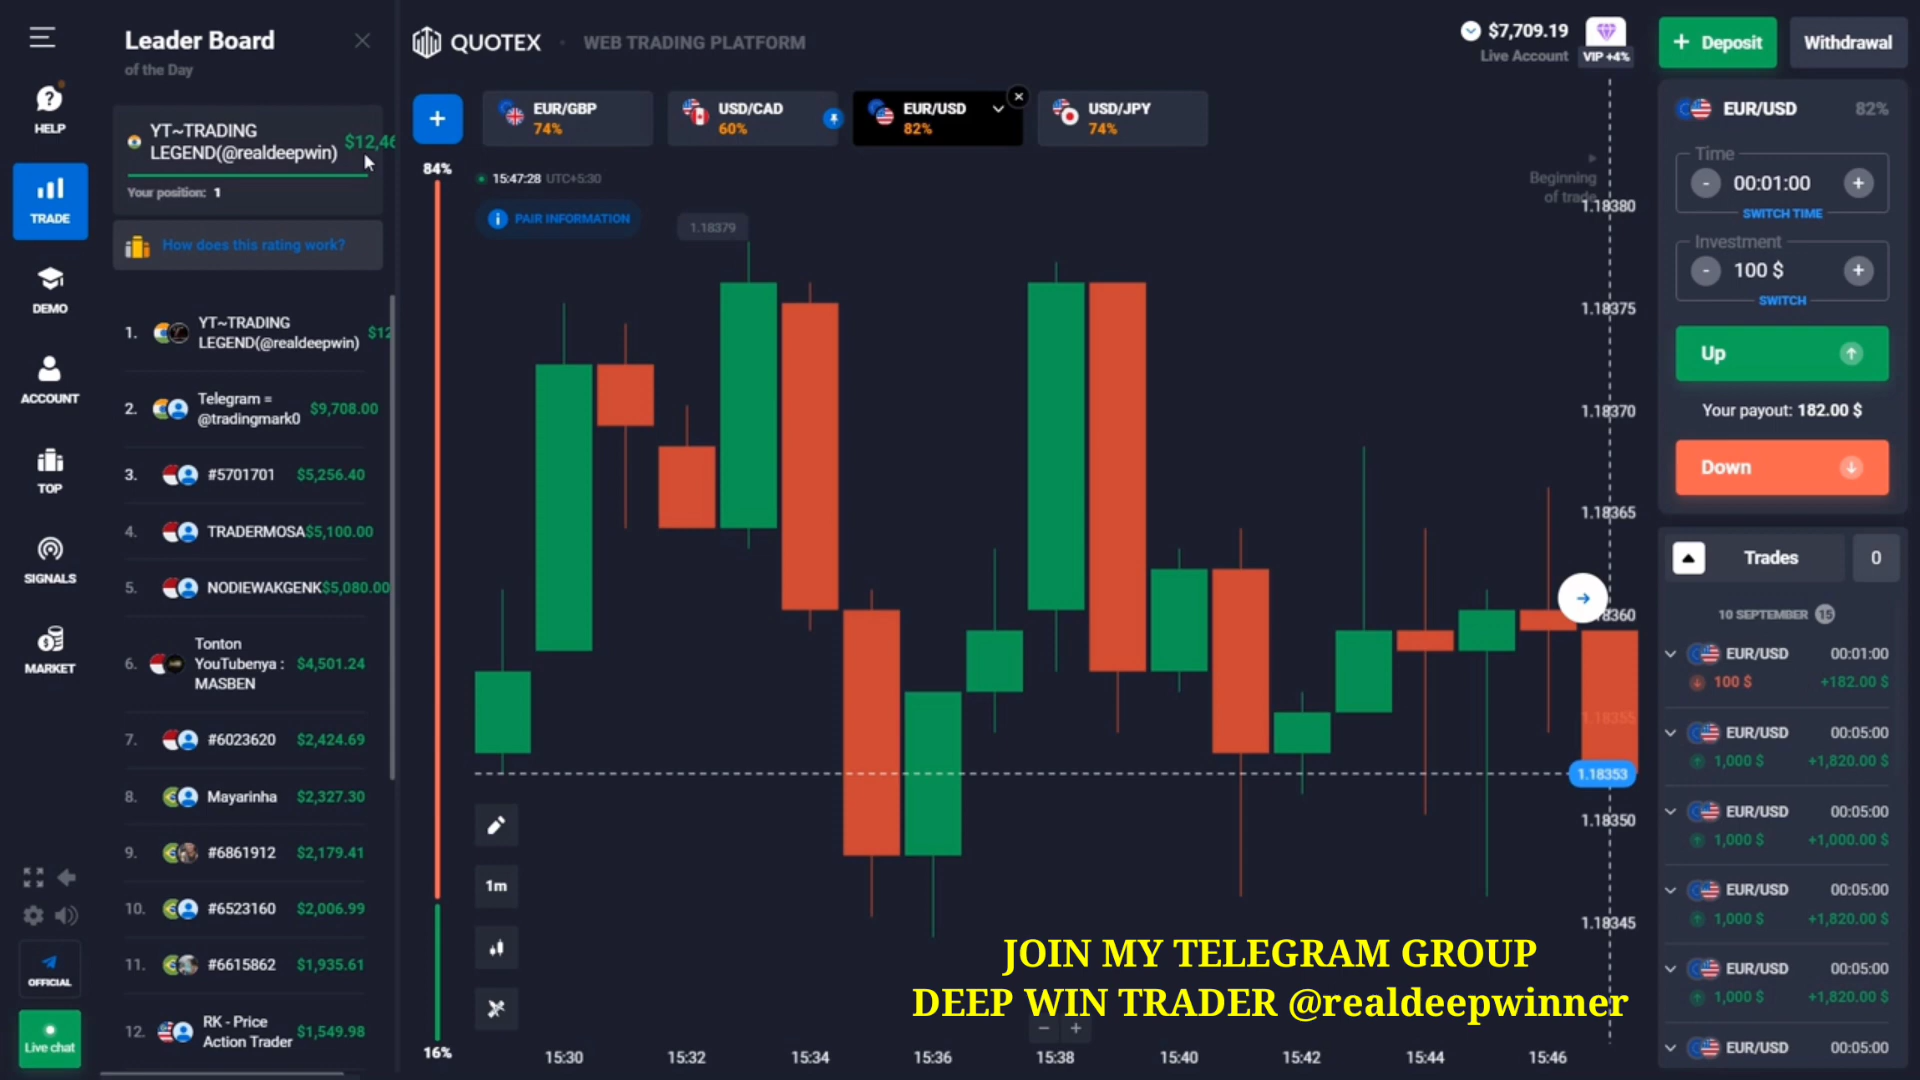 HELP
TRADE
DEMO
ACCOUNT
TOP
SIGNALS
MARKET
OFFICIAL
Live chat
Leader Board
of the Day
YT~TRADING
LEGEND(@realdeepwin)
$12,46
Your position: 1
How does this rating work?
1. YT~TRADING
LEGEND(@realdeepwin) $12
2. Telegram =
@tradingmark0 $9,708.00
3. #5701701 $5,256.40
4. TRADERMOSA $5,100.00
5. NODIEWAKGENK $5,080.00
6. Tonton
YouTubenya :
MASBEN $4,501.24
7. #6023620 $2,424.69
8. Mayarinha $2,327.30
9. #6861912 $2,179.41
10. #6523160 $2,006.99
11. #6615862 $1,935.61
12. RK - Price
Action Trader $1,549.98
QUOTEX · WEB TRADING PLATFORM
$7,709.19
Live Account
VIP +4%
+ Deposit
Withdrawal
+
EUR/GBP
74%
USD/CAD
60%
EUR/USD
82%
USD/JPY
74%
84%
16%
15:47:28 UTC+5:30
PAIR INFORMATION
1.18379
Beginning
of trade
1.18380
1.18375
1.18370
1.18365
18360
1.18355
1.18353
1.18350
1.18345
1m
JOIN MY TELEGRAM GROUP
DEEP WIN TRADER @realdeepwinner
− +
15:30 15:32 15:34 15:36 15:38 15:40 15:42 15:44 15:46
EUR/USD 82%
Time
- 00:01:00 +
SWITCH TIME
Investment
- 100 $ +
SWITCH
Up
Your payout: 182.00 $
Down
Trades 0
10 SEPTEMBER 15
EUR/USD 00:01:00
100 $ +182.00 $
EUR/USD 00:05:00
1,000 $ +1,820.00 $
EUR/USD 00:05:00
1,000 $ +1,000.00 $
EUR/USD 00:05:00
1,000 $ +1,820.00 $
EUR/USD 00:05:00
1,000 $ +1,820.00 $
EUR/USD 00:05:00